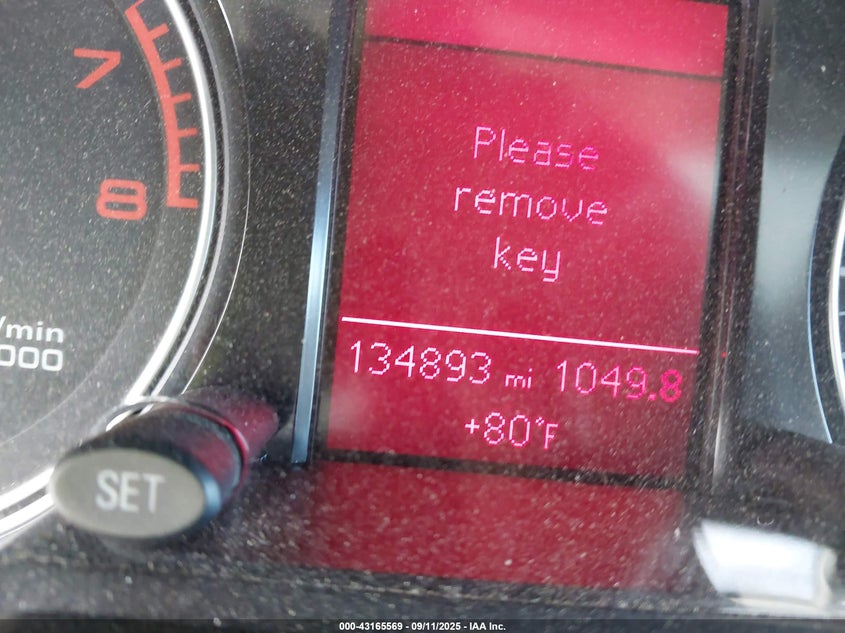 7
8
/min
000
Please
remove
key
134893 mi 1049.8
+80°F
SET
000-43165569 - 09/11/2025 - IAA Inc.